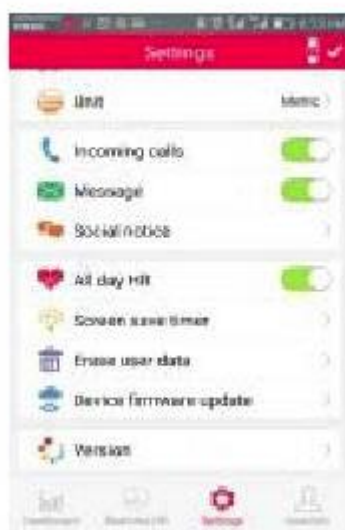 Settings
Unit
Metric
Incoming calls
Message
Social notice
All day HR
Screen save timer
Erase user data
Device firmware update
Version
Settings